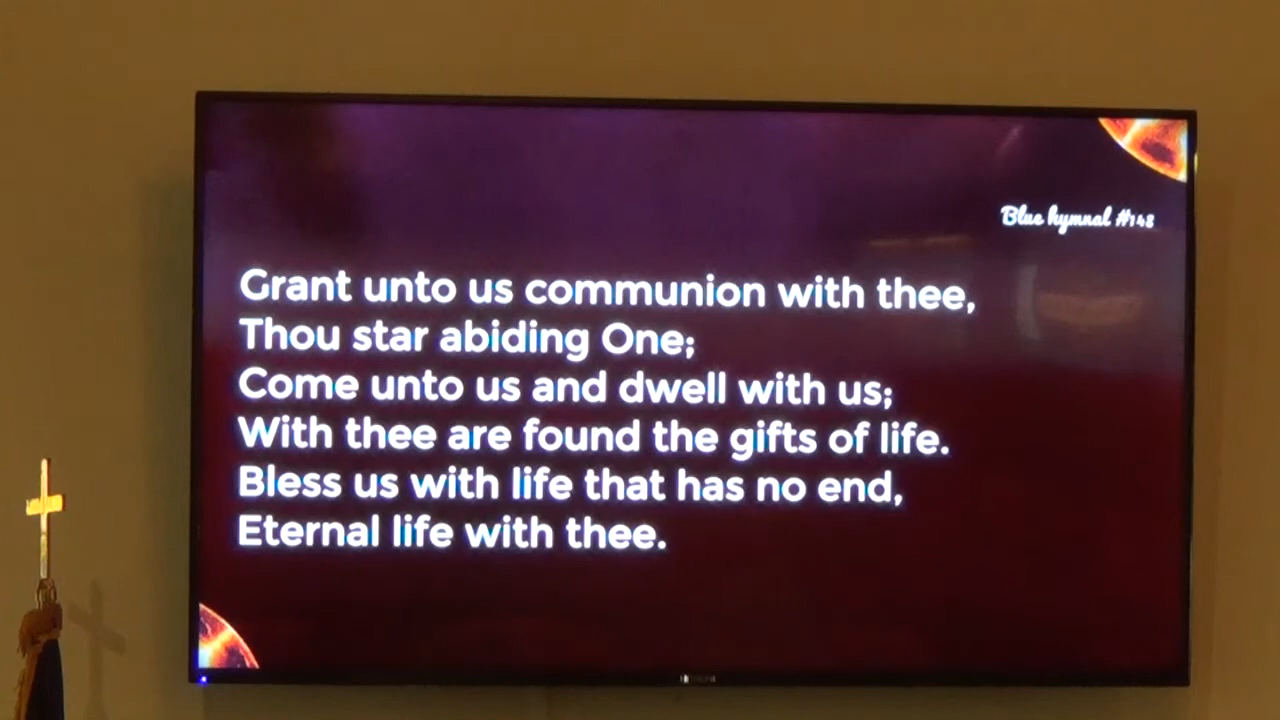 Blue hymnal #148
Grant unto us communion with thee,
Thou star abiding One;
Come unto us and dwell with us;
With thee are found the gifts of life.
Bless us with life that has no end,
Eternal life with thee.